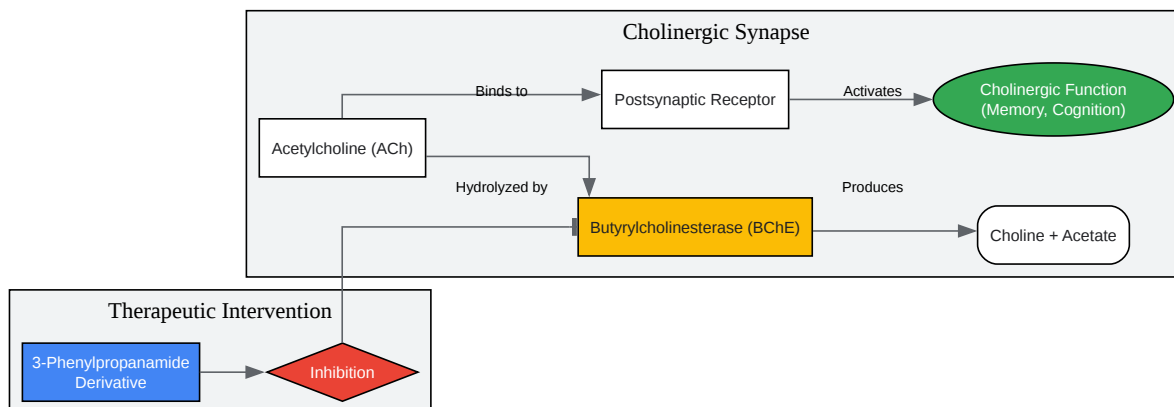 Cholinergic Synapse
Binds to
Postsynaptic Receptor
Activates
Cholinergic Function
(Memory, Cognition)
Acetylcholine (ACh)
Hydrolyzed by
Butyrylcholinesterase (BChE)
Produces
Choline + Acetate
Therapeutic Intervention
3-Phenylpropanamide
Derivative
Inhibition